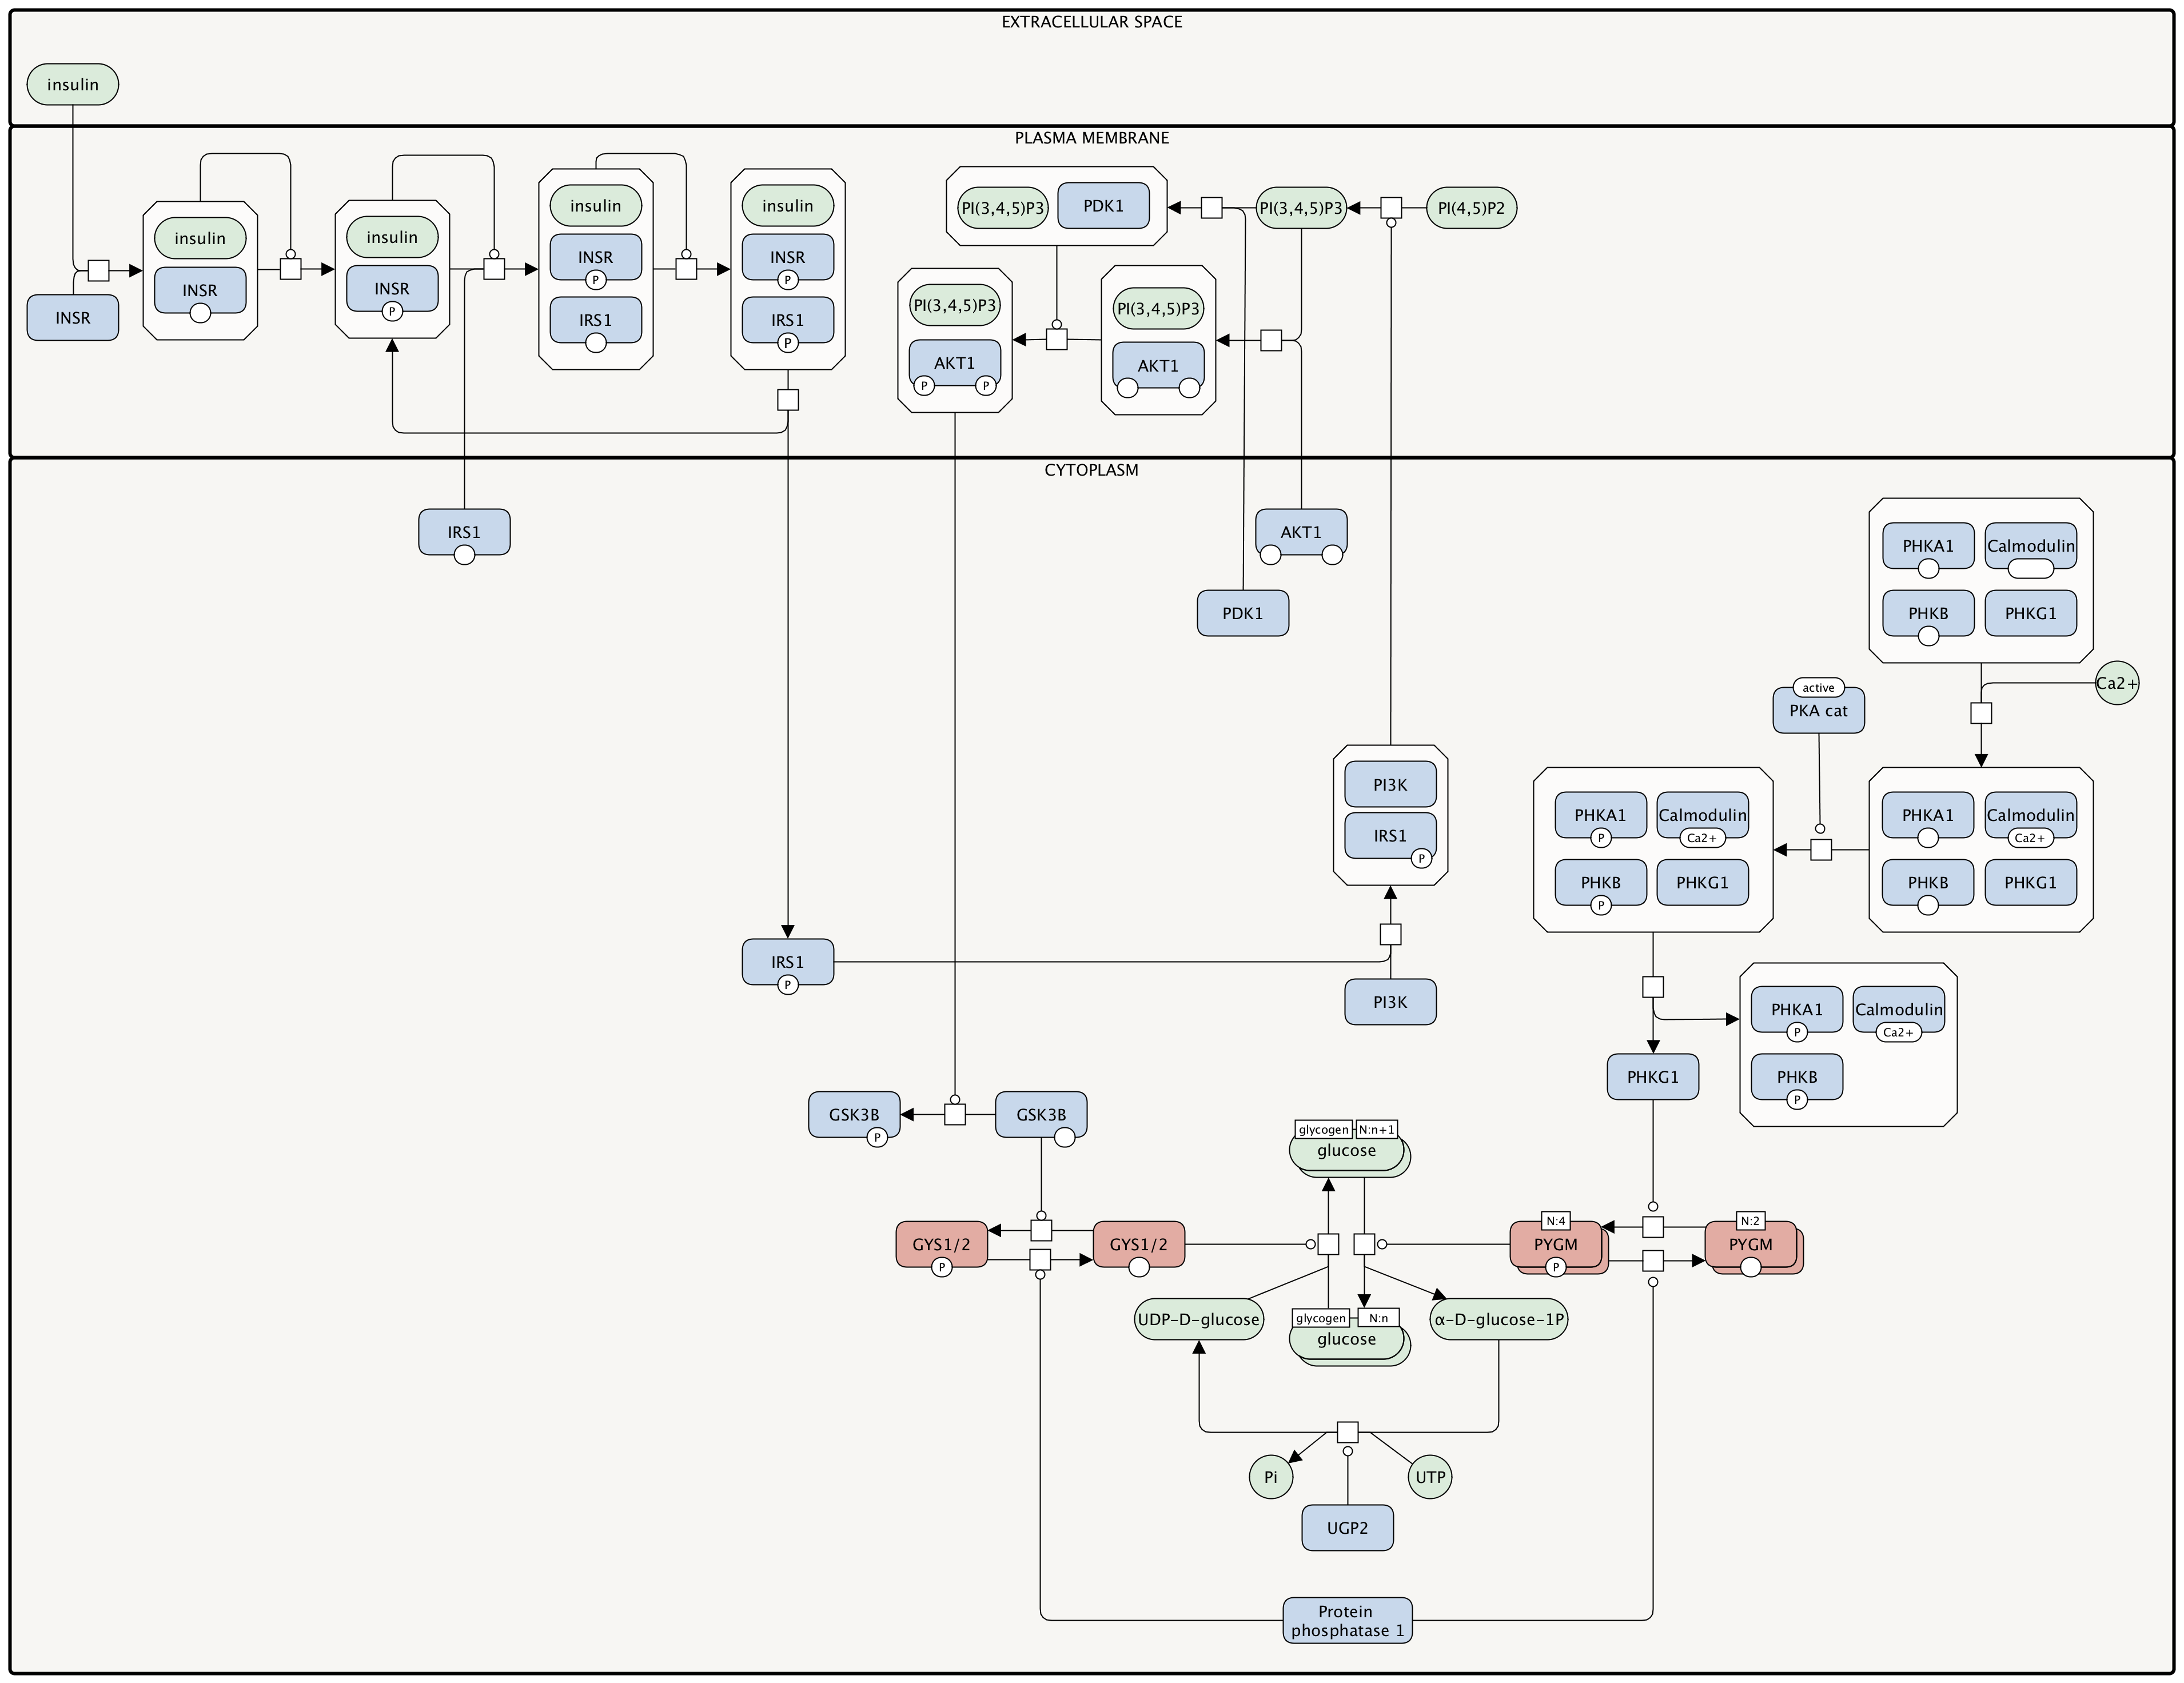 EXTRACELLULAR SPACE
insulin
PLASMA MEMBRANE
insulin
INSR
INSR
insulin
INSR
P
insulin
INSR
P
IRS1
insulin
INSR
P
IRS1
P
PI(3,4,5)P3
PDK1
PI(3,4,5)P3
PI(4,5)P2
PI(3,4,5)P3
AKT1
P
P
PI(3,4,5)P3
AKT1
CYTOPLASM
IRS1
AKT1
PDK1
PHKA1
Calmodulin
PHKB
PHKG1
Ca2+
active
PKA cat
PI3K
IRS1
P
PHKA1
P
Calmodulin
Ca2+
PHKB
P
PHKG1
PHKA1
Calmodulin
Ca2+
PHKB
PHKG1
IRS1
P
PI3K
PHKA1
P
Calmodulin
Ca2+
PHKB
P
PHKG1
GSK3B
P
GSK3B
glycogen
N:n+1
glucose
GYS1/2
P
GYS1/2
N:4
PYGM
P
N:2
PYGM
UDP-D-glucose
glycogen
N:n
glucose
α-D-glucose-1P
Pi
UTP
UGP2
Protein
phosphatase 1